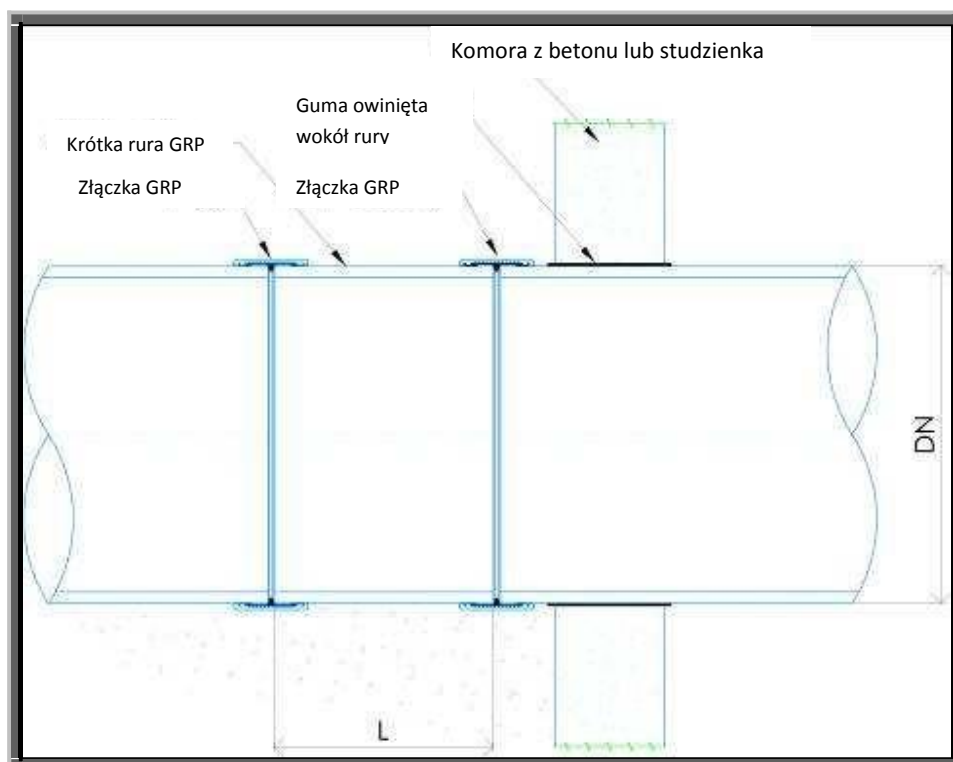 Komora z betonu lub studzienka
Guma owinięta
wokół rury
Krótka rura GRP
Złączka GRP
Złączka GRP
DN
L